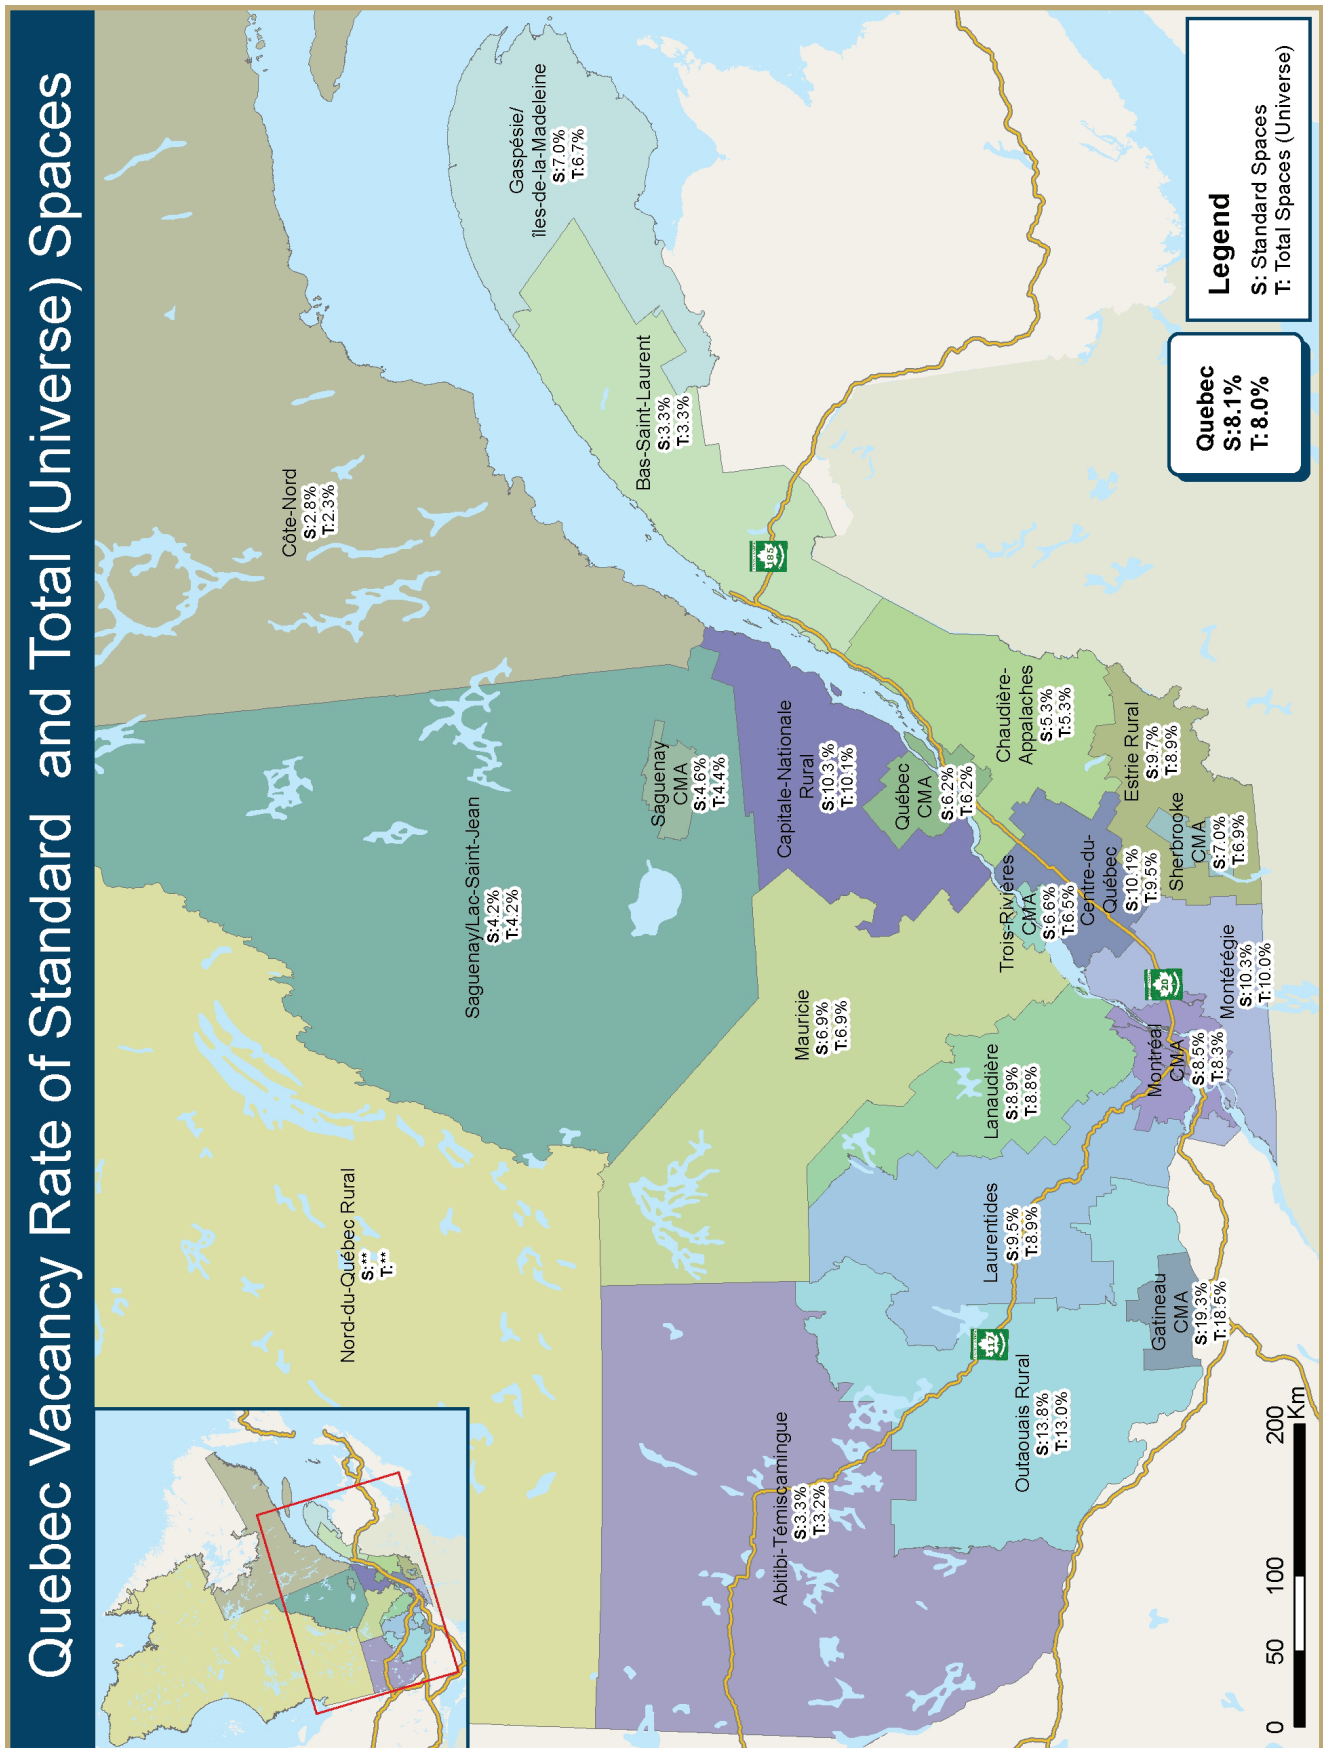 Quebec Vacancy Rate of Standard and Total (Universe) Spaces
Côte-Nord
S:2.8%
T:2.3%
Gaspésie/
Îles-de-la-Madeleine
S:7.0%
T:6.7%
Bas-Saint-Laurent
S:3.3%
T:3.3%
Nord-du-Québec Rural
S:**
T:**
Saguenay/Lac-Saint-Jean
S:4.2%
T:4.2%
Saguenay
CMA
S:4.6%
T:4.4%
Capitale-Nationale
Rural
S:10.3%
T:10.1%
Québec
CMA
S:6.2%
T:6.2%
185
Chaudière-
Appalaches
S:5.3%
T:5.3%
Abitibi-Témiscamingue
S:3.3%
T:3.2%
Mauricie
S:6.9%
T:6.9%
Trois-Rivières
CMA
S:6.6%
T:6.5%
Centre-du-
Québec
S:10.1%
T:9.5%
Estrie Rural
S:9.7%
T:8.9%
Sherbrooke
CMA
S:7.0%
T:6.9%
Lanaudière
S:8.9%
T:8.8%
Laurentides
S:9.5%
T:8.9%
117
Outaouais Rural
S:13.8%
T:13.0%
Gatineau
CMA
S:19.3%
T:18.5%
Montréal
CMA
S:8.5%
T:8.3%
20
Montérégie
S:10.3%
T:10.0%
0 50 100 200
Km
Quebec
S:8.1%
T:8.0%
Legend
S: Standard Spaces
T: Total Spaces (Universe)